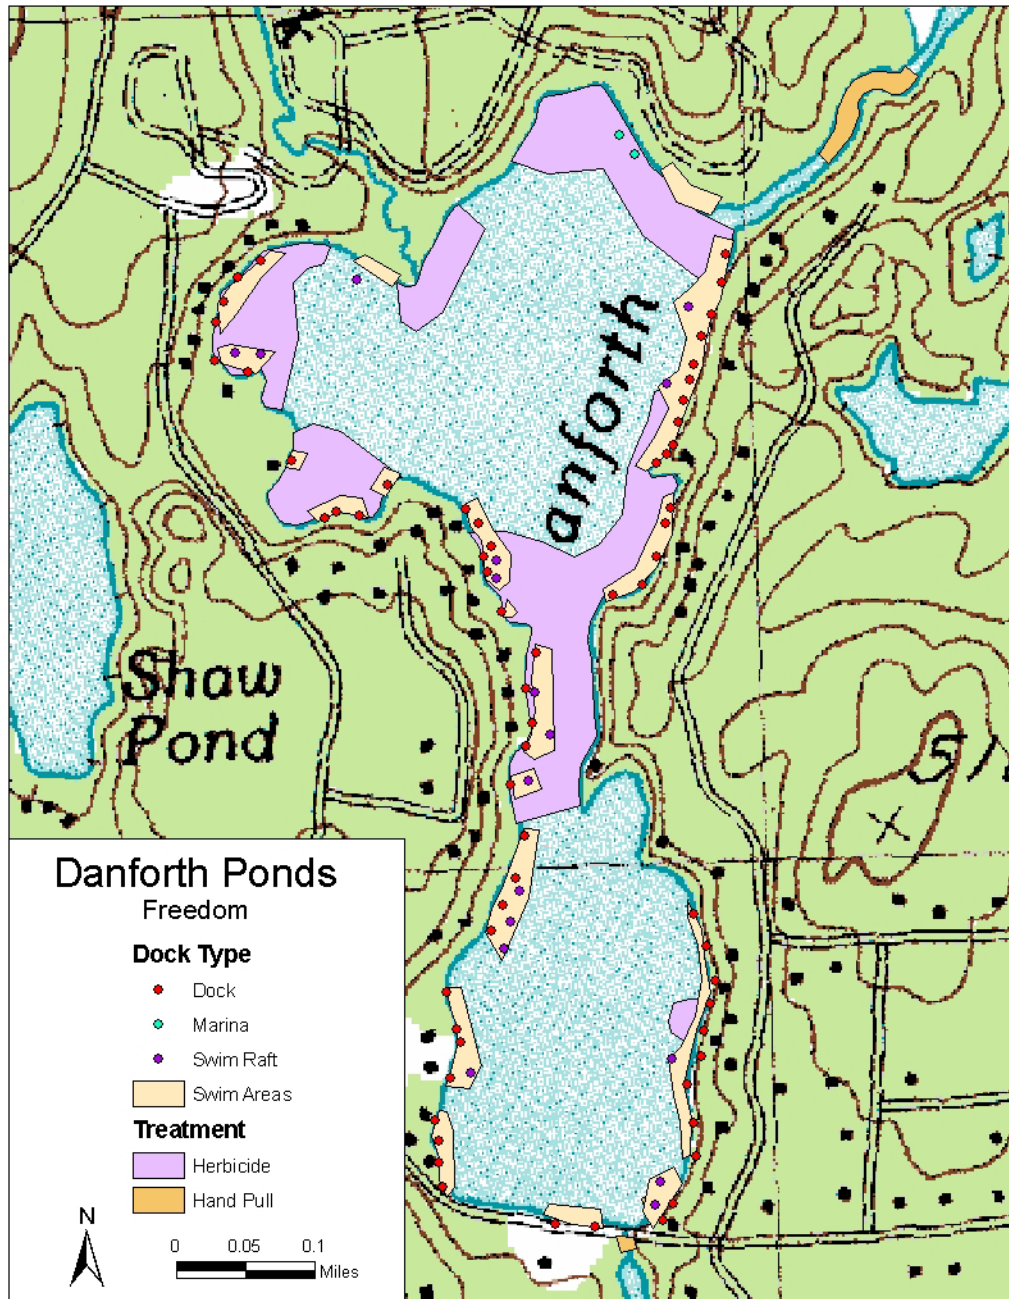 anforth
Shaw
Pond
Danforth Ponds
Freedom
Dock Type
Dock
Marina
Swim Raft
Swim Areas
Treatment
Herbicide
Hand Pull
N
0 0.05 0.1
Miles